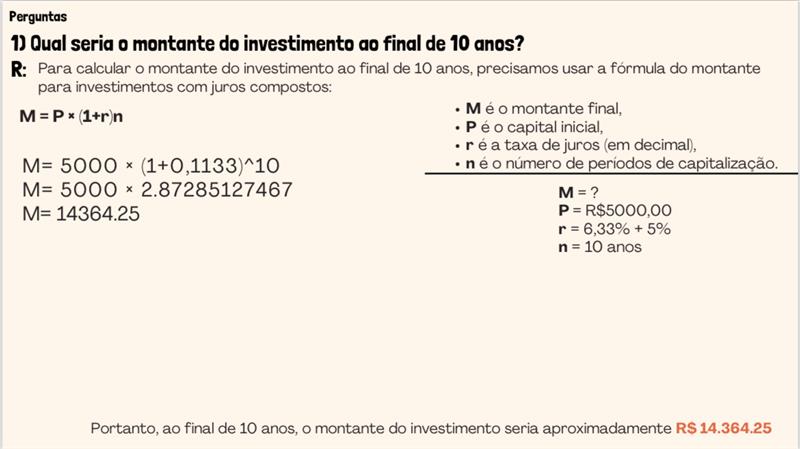 Perguntas
1) Qual seria o montante do investimento ao final de 10 anos?
R: Para calcular o montante do investimento ao final de 10 anos, precisamos usar a fórmula do montante
para investimentos com juros compostos:
M = P × (1+r)n
M= 5000 × (1+0,1133)^10
M= 5000 × 2.87285127467
M= 14364.25
• M é o montante final,
• P é o capital inicial,
• r é a taxa de juros (em decimal),
• n é o número de períodos de capitalização.
M = ?
P = R$5000,00
r = 6,33% + 5%
n = 10 anos
Portanto, ao final de 10 anos, o montante do investimento seria aproximadamente R$ 14.364.25